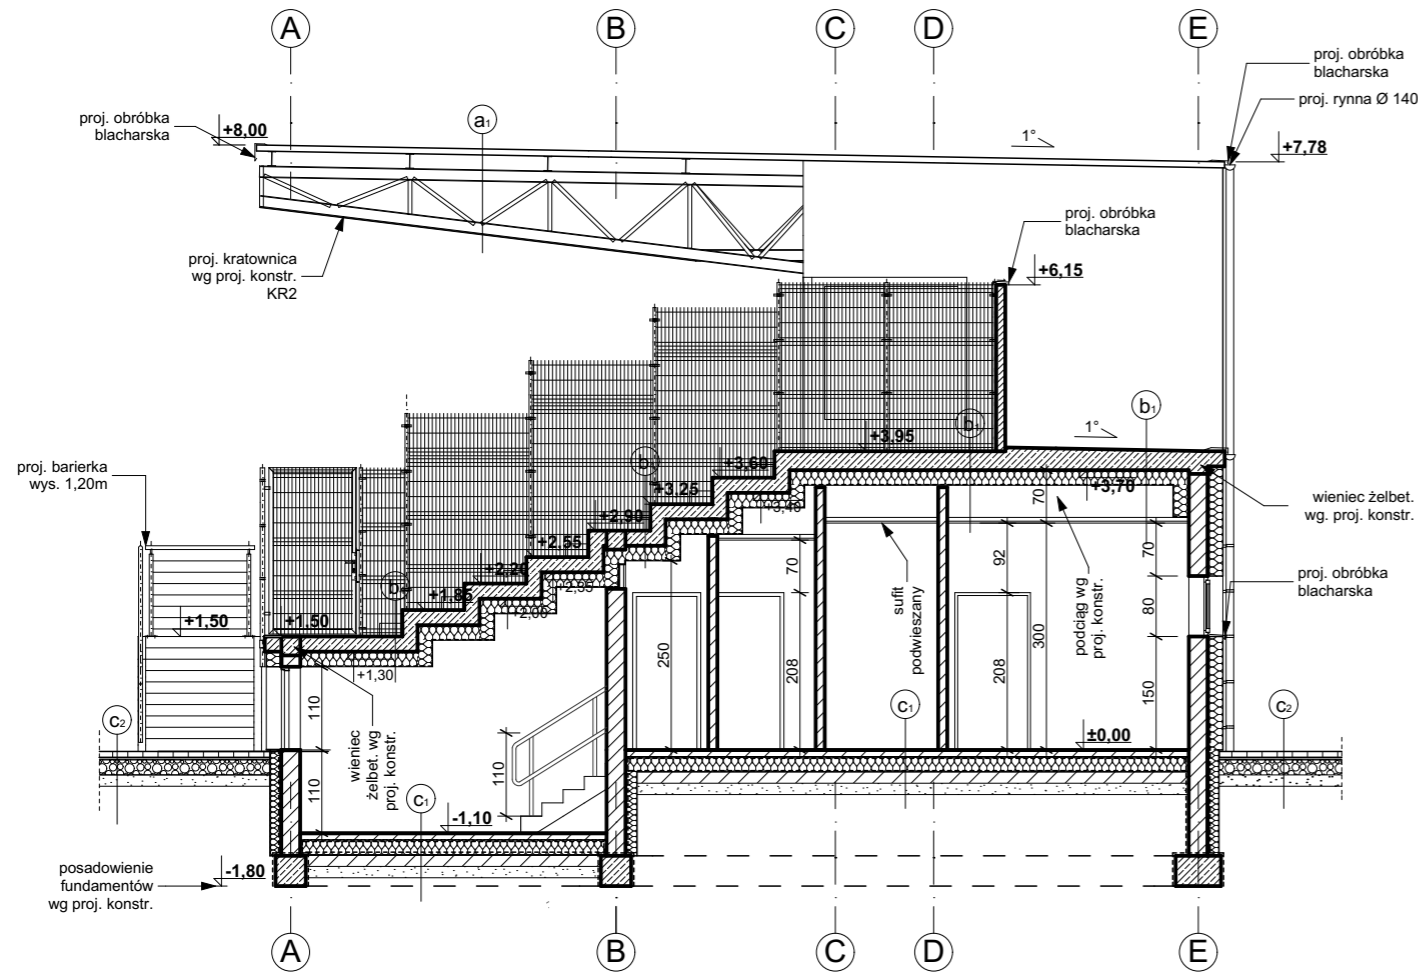 A
B
C
D
E
proj. obróbka
blacharska
proj. rynna Ø 140
proj. obróbka
blacharska
+8,00
a1
1°
+7,78
proj. obróbka
blacharska
proj. kratownica
wg proj. konstr.
KR2
+6,15
b1
b1
1°
+3,95
proj. barierka
wys. 1,20m
b
+3,60
+3,25
+3,70
70
+3,40
wieniec żelbet.
wg. proj. konstr.
+2,90
+2,55
+2,20
+2,35
+1,85
+2,00
b
70
92
70
80
proj. obróbka
blacharska
+1,50
+1,50
+1,30
250
208
sufit
podwieszany
208
300
podciąg wg
proj. konstr.
150
110
c2
c1
c2
±0,00
wieniec
żelbet. wg
proj. konstr.
110
110
c1
-1,10
posadowienie
fundamentów
wg proj. konstr.
-1,80
A
B
C
D
E